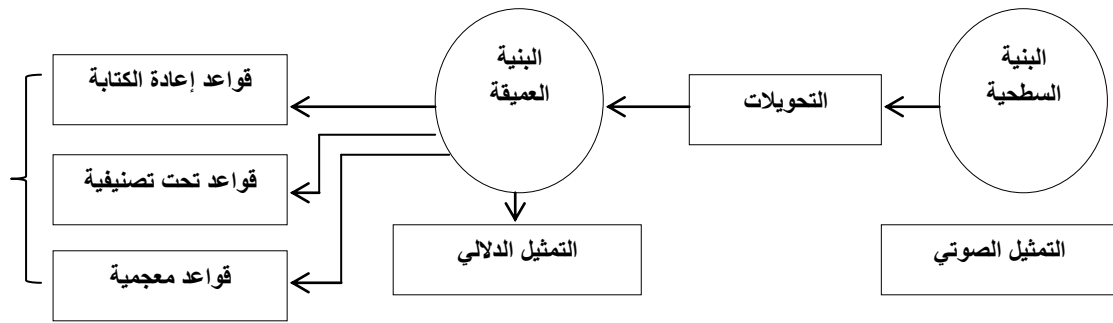 البنية
السطحية
التحويلات
البنية
العميقة
قواعد إعادة الكتابة
قواعد تحت تصنيفية
قواعد معجمية
التمثيل الصوتي
التمثيل الدلالي